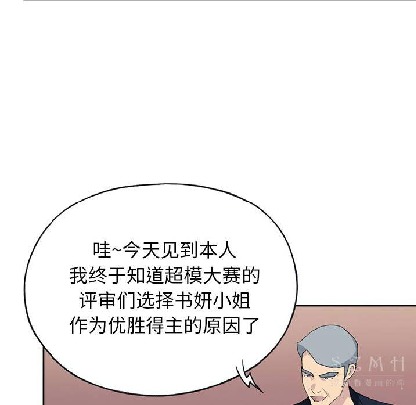 哇~今天见到本人
我终于知道超模大赛的
评审们选择书妍小姐
作为优胜得主的原因了
SZMH